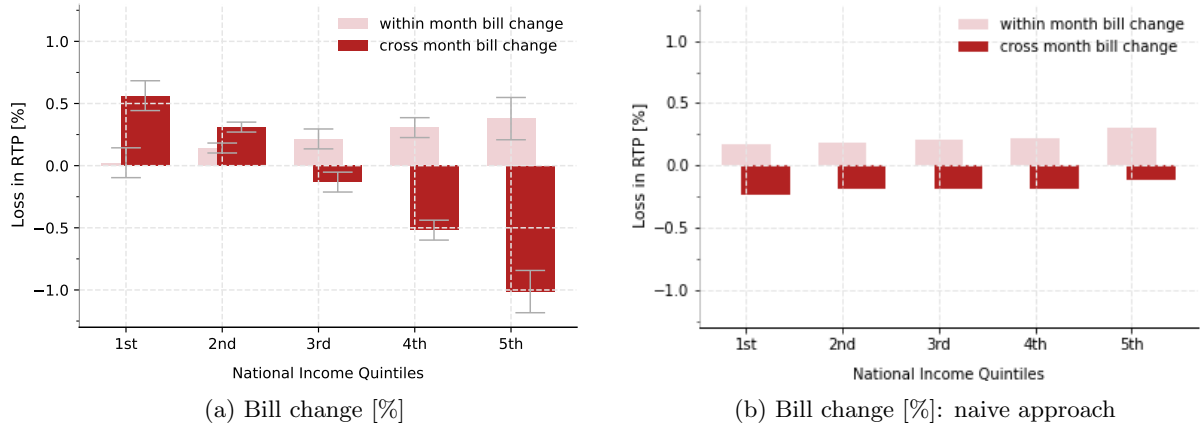 within month bill change
cross month bill change
1.0
0.5
0.0
−0.5
−1.0
Loss in RTP [%]
1st
2nd
3rd
4th
5th
National Income Quintiles
(a) Bill change [%]
within month bill change
cross month bill change
1.0
0.5
0.0
−0.5
−1.0
Loss in RTP [%]
1st
2nd
3rd
4th
5th
National Income Quintiles
(b) Bill change [%]: naive approach